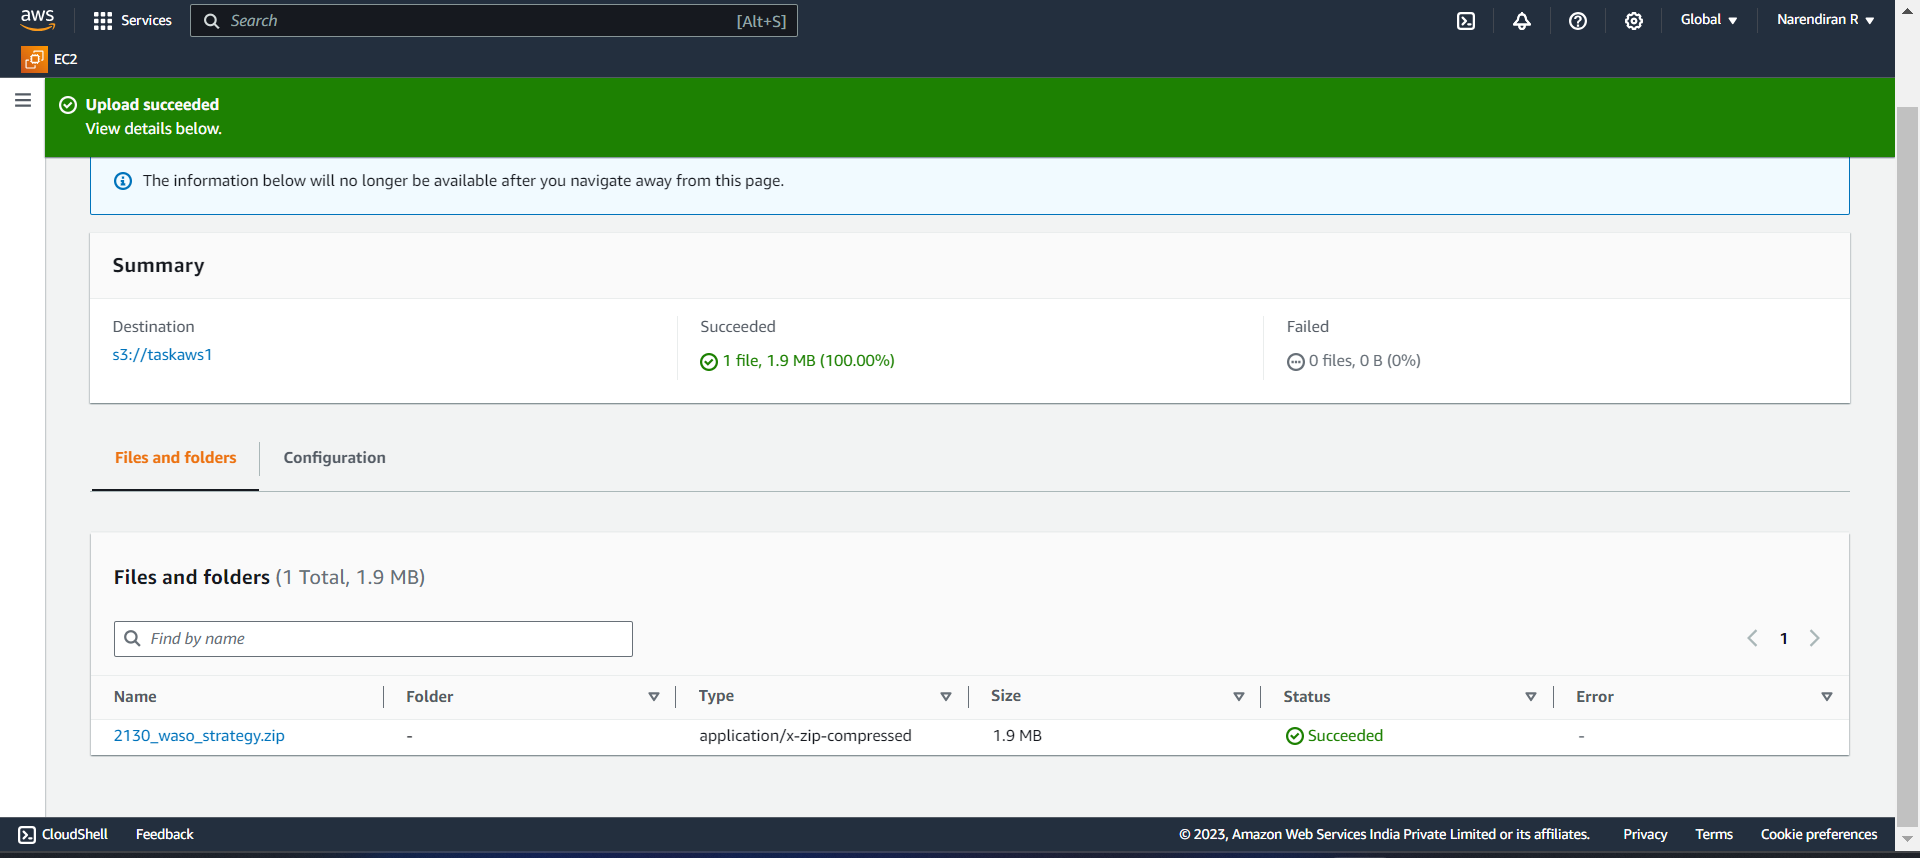 aws
Services
Search [Alt+S]
Global
Narendiran R
EC2
Upload succeeded
View details below.
The information below will no longer be available after you navigate away from this page.
Summary
Destination
s3://taskaws1
Succeeded
1 file, 1.9 MB (100.00%)
Failed
0 files, 0 B (0%)
Files and folders
Configuration
Files and folders (1 Total, 1.9 MB)
Find by name
1
Name Folder Type Size Status Error
2130_waso_strategy.zip - application/x-zip-compressed 1.9 MB Succeeded -
CloudShell Feedback © 2023, Amazon Web Services India Private Limited or its affiliates. Privacy Terms Cookie preferences